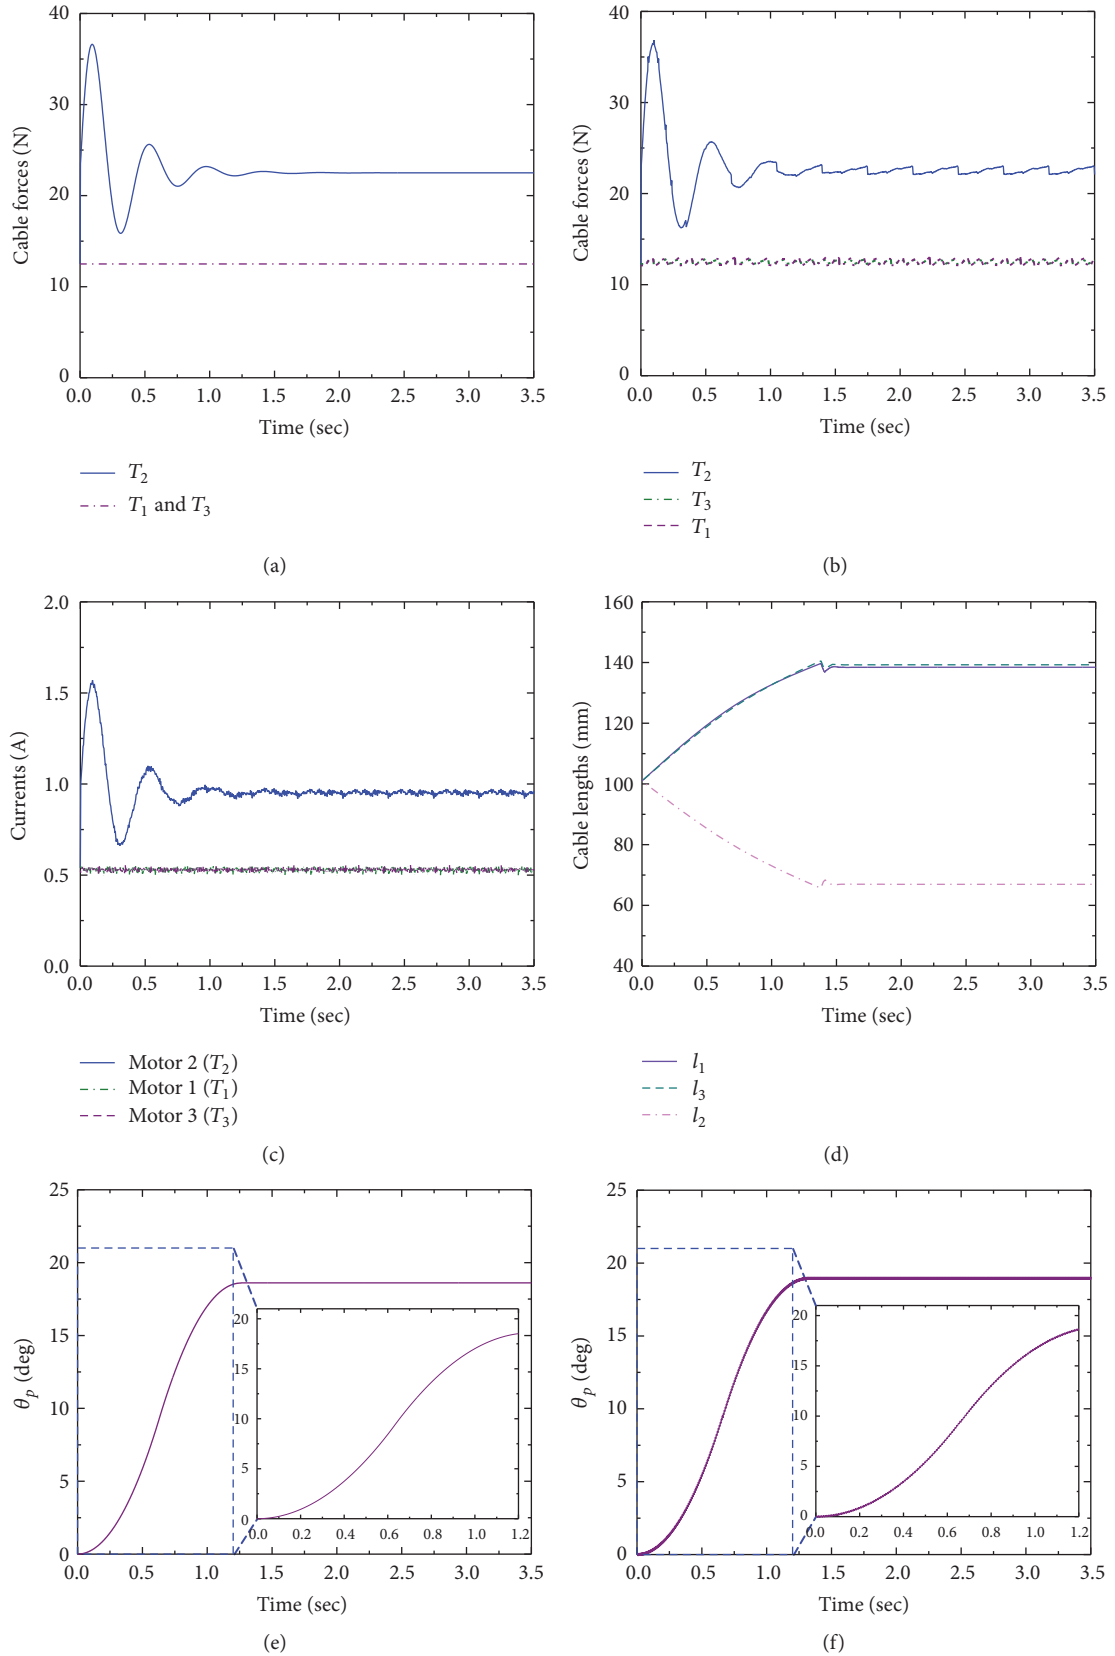 40
30
20
10
0
Cable forces (N)
0.0 0.5 1.0 1.5 2.0 2.5 3.0 3.5
Time (sec)
T2
T1 and T3
(a)
40
30
20
10
0
Cable forces (N)
0.0 0.5 1.0 1.5 2.0 2.5 3.0 3.5
Time (sec)
T2
T3
T1
(b)
2.0
1.5
1.0
0.5
0.0
Currents (A)
0.0 0.5 1.0 1.5 2.0 2.5 3.0 3.5
Time (sec)
Motor 2 (T2)
Motor 1 (T1)
Motor 3 (T3)
(c)
160
140
120
100
80
60
40
Cable lengths (mm)
0.0 0.5 1.0 1.5 2.0 2.5 3.0 3.5
Time (sec)
l1
l3
l2
(d)
25
20
15
10
5
0
θp (deg)
20
15
10
5
0
0.0 0.2 0.4 0.6 0.8 1.0 1.2
0.0 0.5 1.0 1.5 2.0 2.5 3.0 3.5
Time (sec)
(e)
25
20
15
10
5
0
θp (deg)
20
15
10
5
0
0.0 0.2 0.4 0.6 0.8 1.0 1.2
0.0 0.5 1.0 1.5 2.0 2.5 3.0 3.5
Time (sec)
(f)